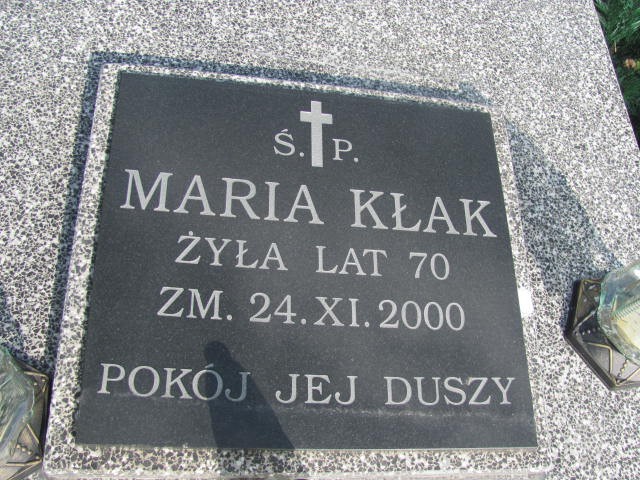 Ś. P.
MARIA KŁAK
ŻYŁA LAT 70
ZM. 24.XI.2000
POKÓJ JEJ DUSZY